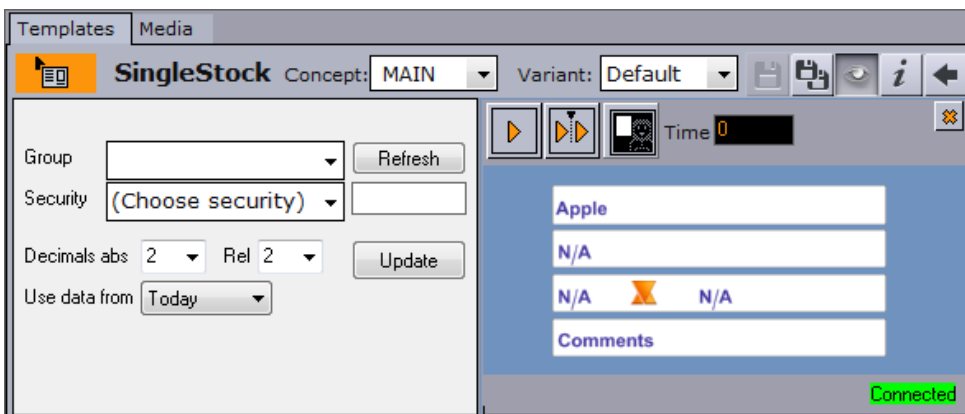 Templates Media
SingleStock Concept: MAIN Variant: Default i
Group Refresh
Security (Choose security)
Decimals abs 2 Rel 2 Update
Use data from Today
Time 0
Apple
N/A
N/A N/A
Comments
Connected